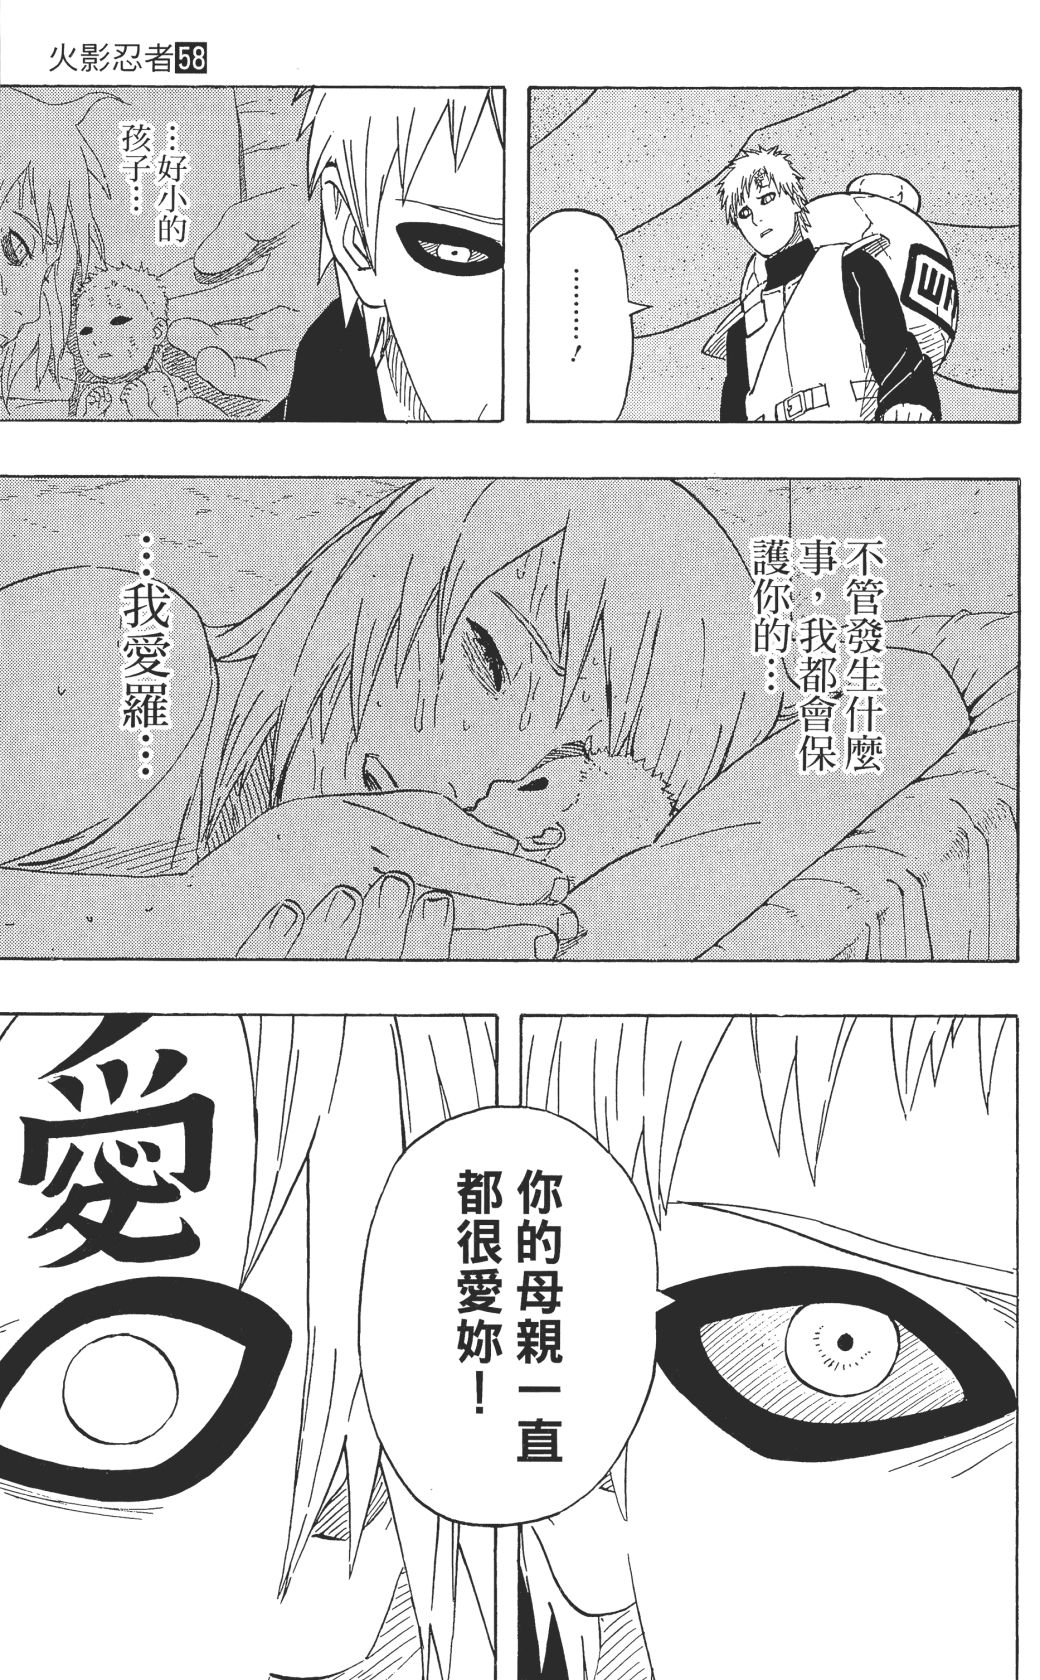 火影忍者58
………！
…好小的
孩子…
不管發生什麼
事，我都會保
護你的…
…我愛羅…
你的母親一直
都很愛妳！
愛